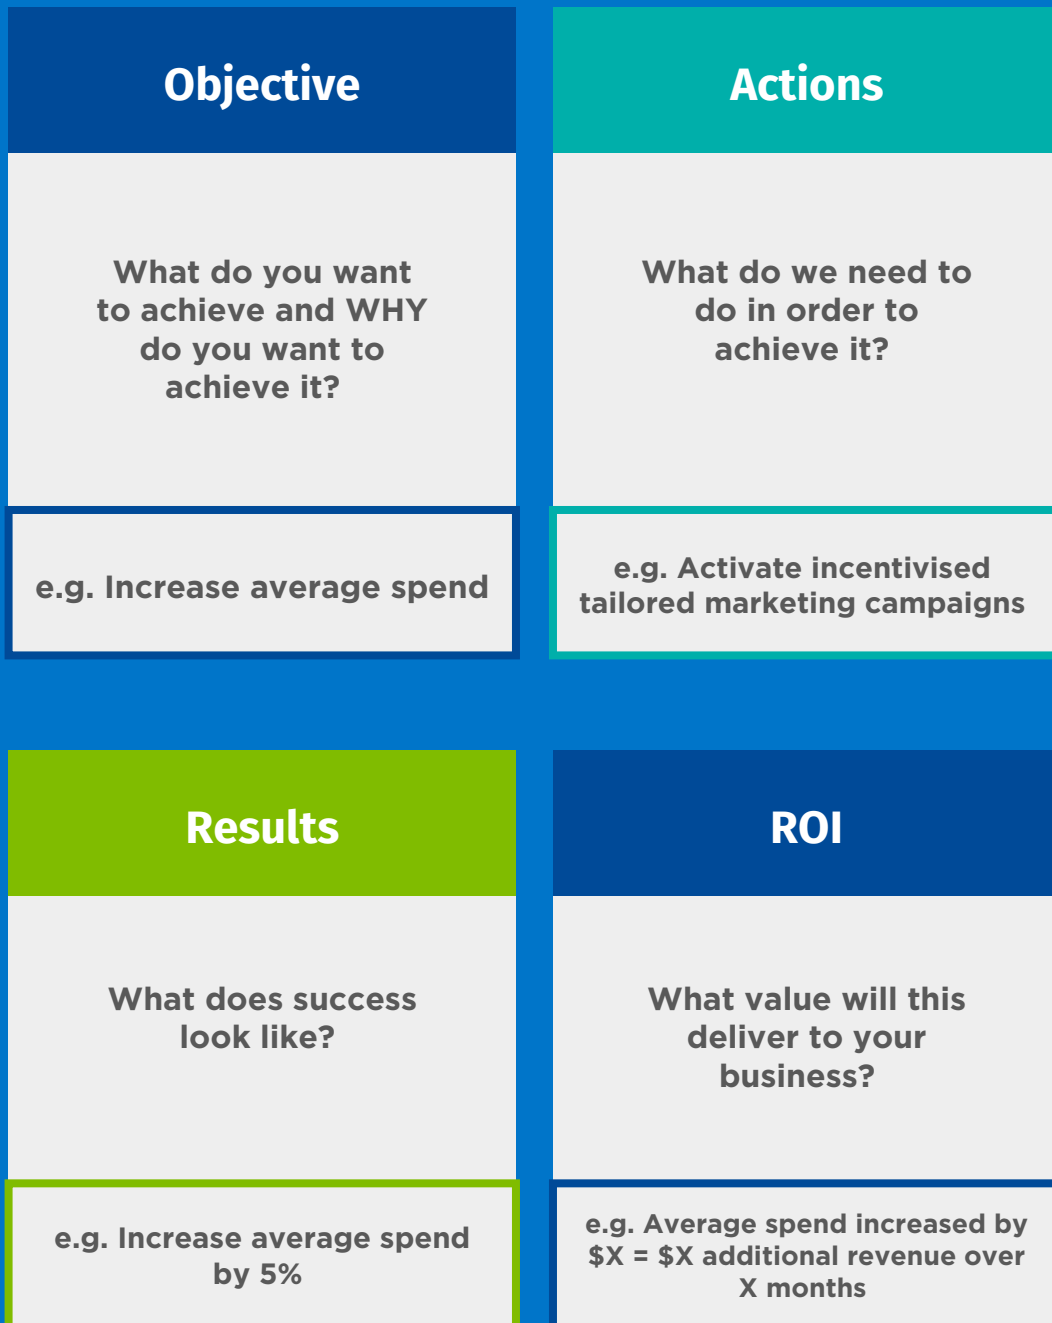 Objective
What do you want
to achieve and WHY
do you want to
achieve it?
e.g. Increase average spend
Actions
What do we need to
do in order to
achieve it?
e.g. Activate incentivised
tailored marketing campaigns
Results
What does success
look like?
e.g. Increase average spend
by 5%
ROI
What value will this
deliver to your
business?
e.g. Average spend increased by
$X = $X additional revenue over
X months